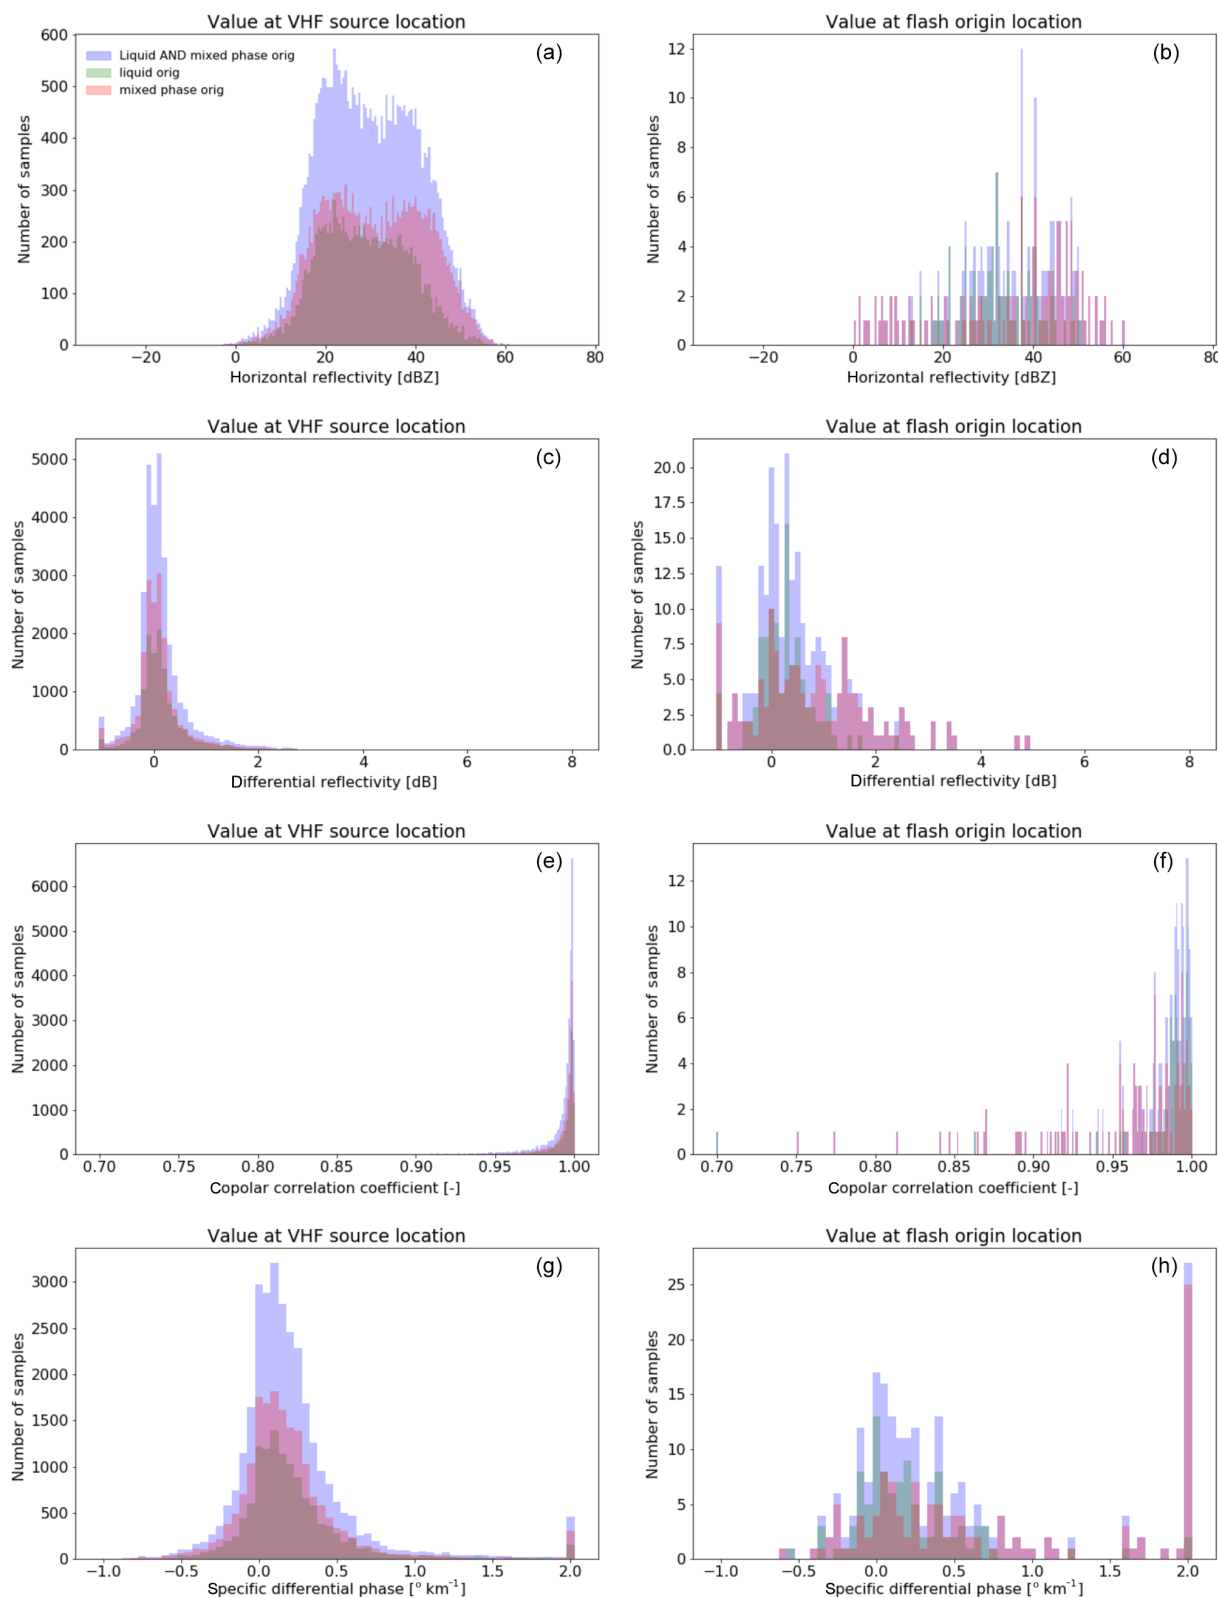 Value at VHF source location
(a)
Liquid AND mixed phase orig
liquid orig
mixed phase orig
600
500
400
300
200
100
0
Number of samples
−20 0 20 40 60 80
Horizontal reflectivity [dBZ]
Value at flash origin location
(b)
12
10
8
6
4
2
0
Number of samples
−20 0 20 40 60 80
Horizontal reflectivity [dBZ]
Value at VHF source location
(c)
5000
4000
3000
2000
1000
0
Number of samples
0 2 4 6 8
Differential reflectivity [dB]
Value at flash origin location
(d)
20.0
17.5
15.0
12.5
10.0
7.5
5.0
2.5
0.0
Number of samples
0 2 4 6 8
Differential reflectivity [dB]
Value at VHF source location
(e)
6000
5000
4000
3000
2000
1000
0
Number of samples
0.70 0.75 0.80 0.85 0.90 0.95 1.00
Copolar correlation coefficient [-]
Value at flash origin location
(f)
12
10
8
6
4
2
0
Number of samples
0.70 0.75 0.80 0.85 0.90 0.95 1.00
Copolar correlation coefficient [-]
Value at VHF source location
(g)
3000
2500
2000
1500
1000
500
0
Number of samples
−1.0 −0.5 0.0 0.5 1.0 1.5 2.0
Specific differential phase [° km⁻¹]
Value at flash origin location
(h)
25
20
15
10
5
0
Number of samples
−1.0 −0.5 0.0 0.5 1.0 1.5 2.0
Specific differential phase [° km⁻¹]